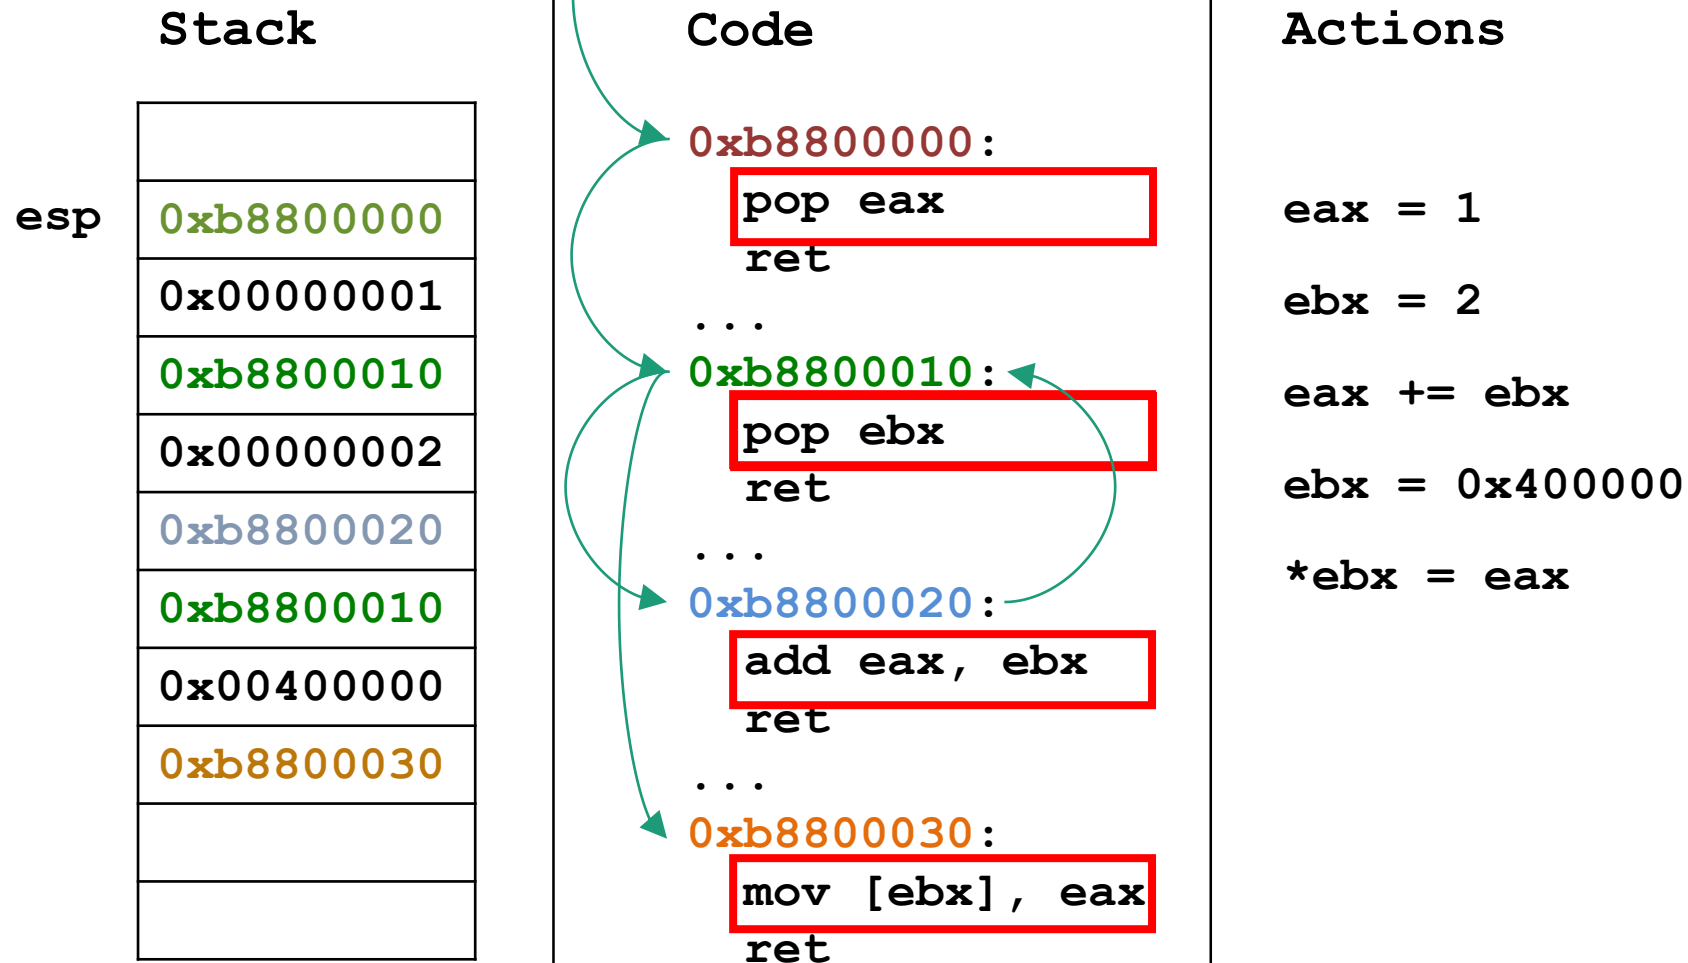 Stack
esp
0xb8800000
0x00000001
0xb8800010
0x00000002
0xb8800020
0xb8800010
0x00400000
0xb8800030
Code
0xb8800000:
pop eax
ret
...
0xb8800010:
pop ebx
ret
...
0xb8800020:
add eax, ebx
ret
...
0xb8800030:
mov [ebx], eax
ret
Actions
eax = 1
ebx = 2
eax += ebx
ebx = 0x400000
*ebx = eax